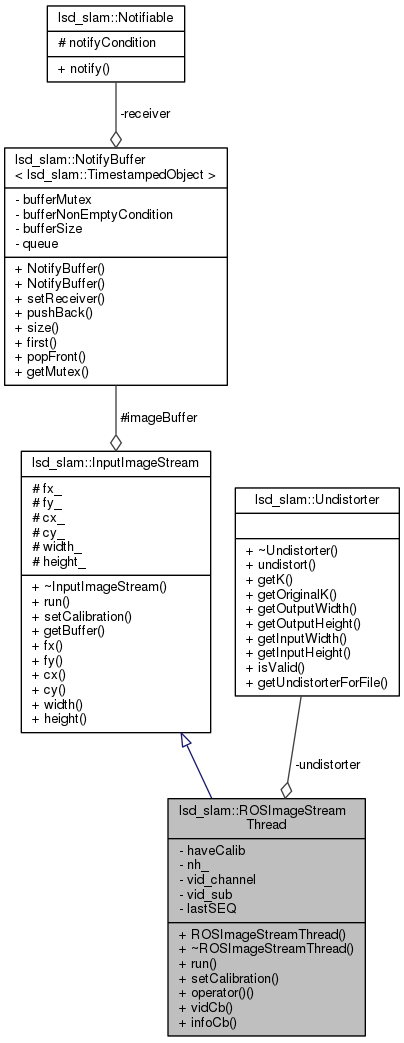 lsd_slam::Notifiable
# notifyCondition
+ notify()
-receiver
lsd_slam::NotifyBuffer
< lsd_slam::TimestampedObject >
- bufferMutex
- bufferNonEmptyCondition
- bufferSize
- queue
+ NotifyBuffer()
+ NotifyBuffer()
+ setReceiver()
+ pushBack()
+ size()
+ first()
+ popFront()
+ getMutex()
#imageBuffer
lsd_slam::InputImageStream
# fx_
# fy_
# cx_
# cy_
# width_
# height_
+ ~InputImageStream()
+ run()
+ setCalibration()
+ getBuffer()
+ fx()
+ fy()
+ cx()
+ cy()
+ width()
+ height()
lsd_slam::Undistorter
+ ~Undistorter()
+ undistort()
+ getK()
+ getOriginalK()
+ getOutputWidth()
+ getOutputHeight()
+ getInputWidth()
+ getInputHeight()
+ isValid()
+ getUndistorterForFile()
-undistorter
lsd_slam::ROSImageStream
Thread
- haveCalib
- nh_
- vid_channel
- vid_sub
- lastSEQ
+ ROSImageStreamThread()
+ ~ROSImageStreamThread()
+ run()
+ setCalibration()
+ operator()()
+ vidCb()
+ infoCb()